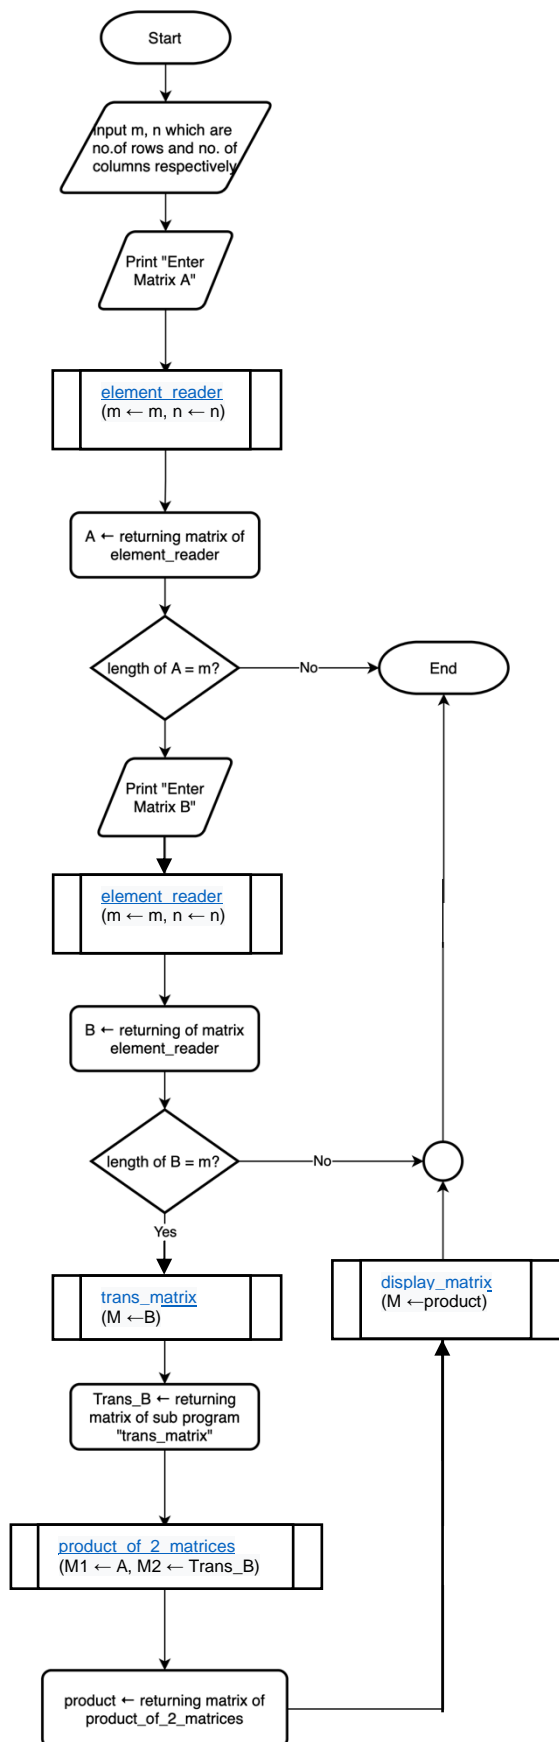 Start
Input m, n which are
no.of rows and no. of
columns respectively
Print "Enter
Matrix A"
element_reader
(m ← m, n ← n)
A ← returning matrix of
element_reader
length of A = m?
No
End
Print "Enter
Matrix B"
element_reader
(m ← m, n ← n)
B ← returning of matrix
element_reader
length of B = m?
No
Yes
trans_matrix
(M ←B)
display_matrix
(M ←product)
Trans_B ← returning
matrix of sub program
"trans_matrix"
product_of_2_matrices
(M1 ← A, M2 ← Trans_B)
product ← returning matrix of
product_of_2_matrices